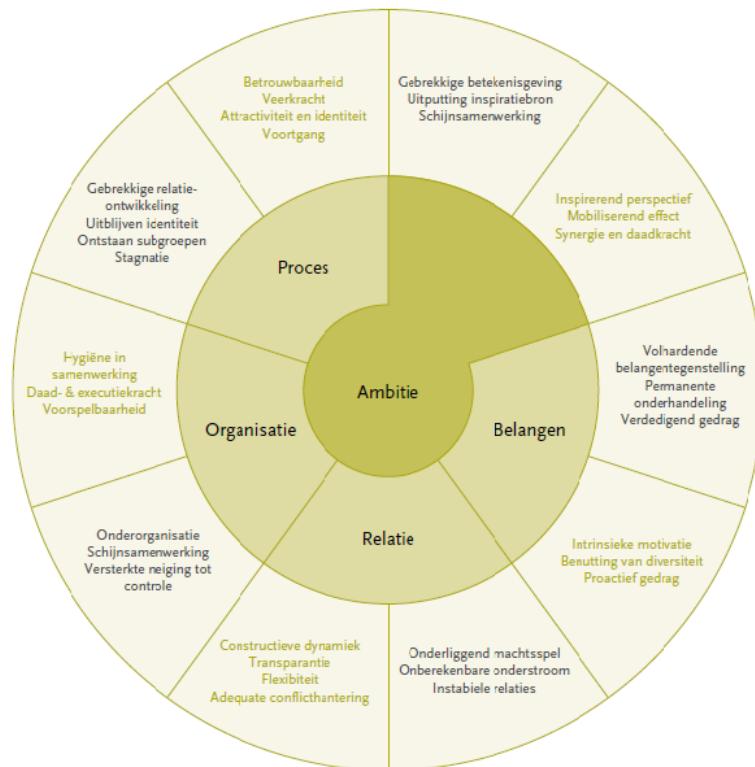 Betrouwbaarheid
Veerkracht
Attractiviteit en identiteit
Voortgang
Gebrekkige betekenisgeving
Uitputting inspiratiebron
Schijnsamenwerking
Inspirerend perspectief
Mobiliserend effect
Synergie en daadkracht
Volhardende
belangentegenstelling
Permanente
onderhandeling
Verdedigend gedrag
Intrinsieke motivatie
Benutting van diversiteit
Proactief gedrag
Onderliggend machtsspel
Onberekenbare onderstroom
Instabiele relaties
Constructieve dynamiek
Transparantie
Flexibiteit
Adequate conflicthantering
Onderorganisatie
Schijnsamenwerking
Versterkte neiging tot
controle
Hygiëne in
samenwerking
Daad- & executiekracht
Voorspelbaarheid
Gebrekkige relatie-
ontwikkeling
Uitblijven identiteit
Ontstaan subgroepen
Stagnatie
Proces
Ambitie
Organisatie
Belangen
Relatie